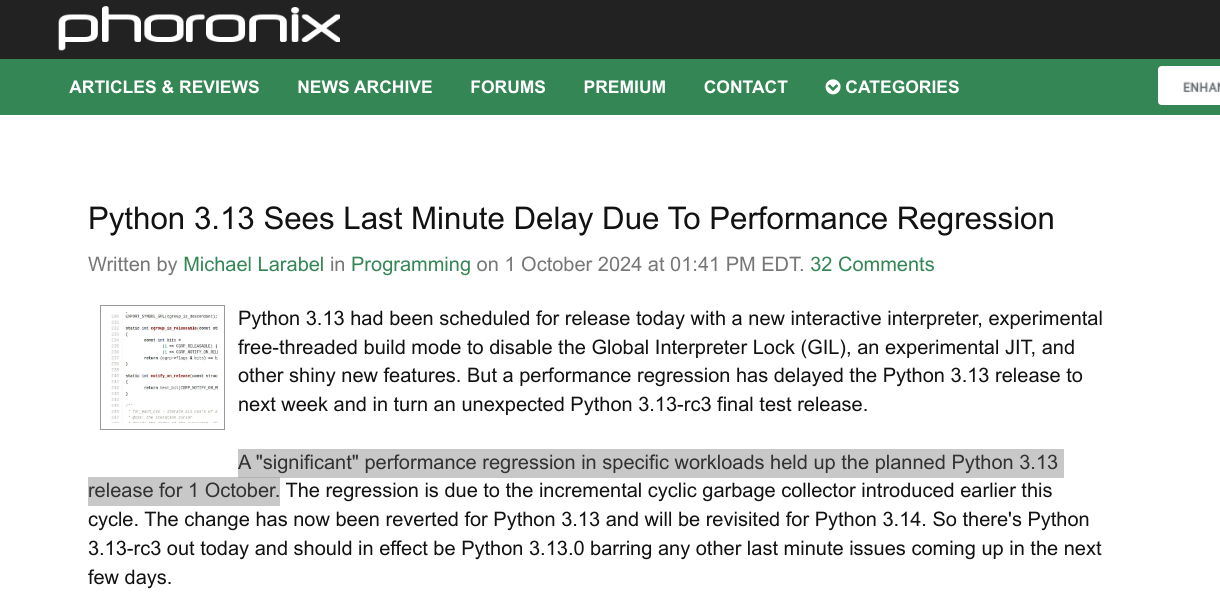 phoronix
ARTICLES & REVIEWS NEWS ARCHIVE FORUMS PREMIUM CONTACT CATEGORIES
Python 3.13 Sees Last Minute Delay Due To Performance Regression
Written by Michael Larabel in Programming on 1 October 2024 at 01:41 PM EDT. 32 Comments
Python 3.13 had been scheduled for release today with a new interactive interpreter, experimental
free-threaded build mode to disable the Global Interpreter Lock (GIL), an experimental JIT, and
other shiny new features. But a performance regression has delayed the Python 3.13 release to
next week and in turn an unexpected Python 3.13-rc3 final test release.
A "significant" performance regression in specific workloads held up the planned Python 3.13
release for 1 October. The regression is due to the incremental cyclic garbage collector introduced earlier this
cycle. The change has now been reverted for Python 3.13 and will be revisited for Python 3.14. So there's Python
3.13-rc3 out today and should in effect be Python 3.13.0 barring any other last minute issues coming up in the next
few days.